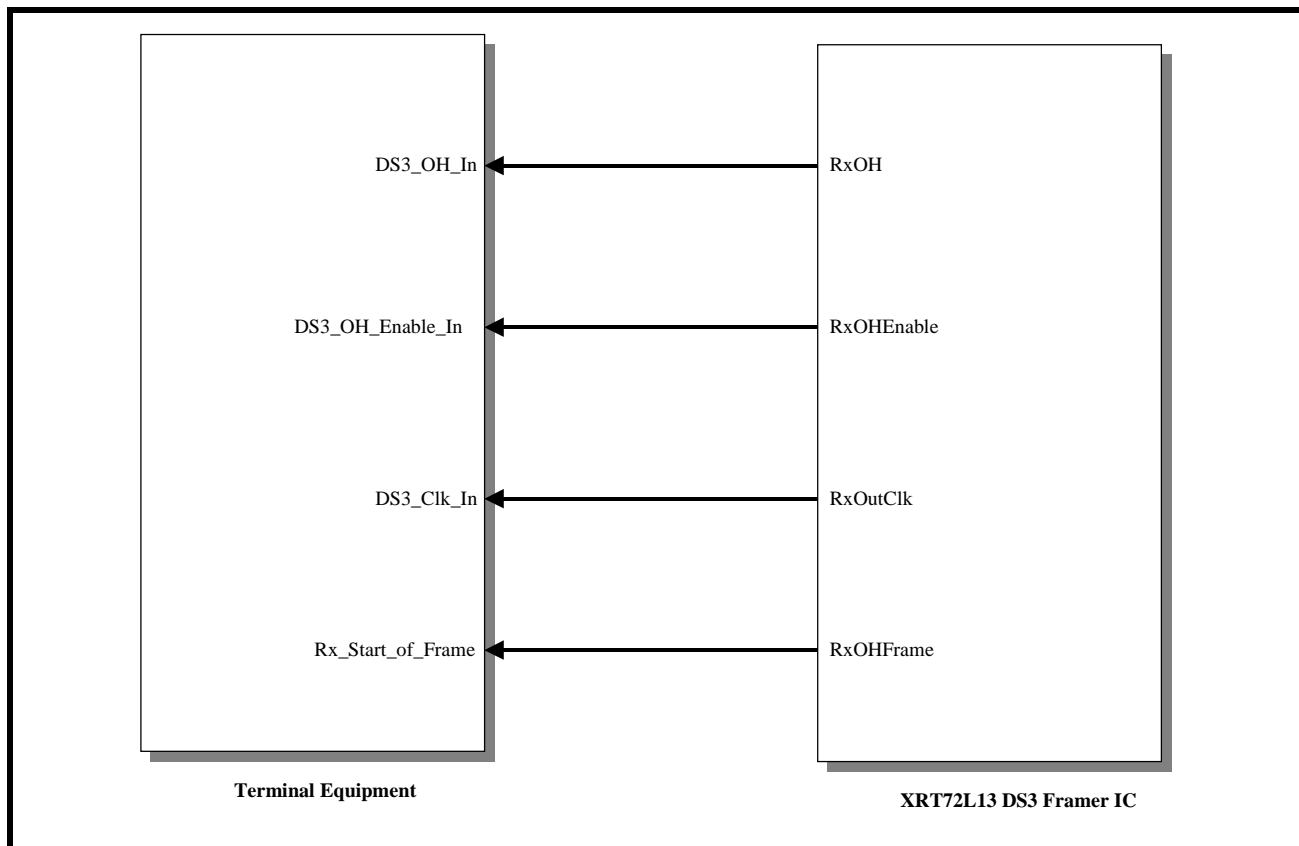 DS3_OH_In
RxOH
DS3_OH_Enable_In
RxOHEnable
DS3_Clk_In
RxOutClk
Rx_Start_of_Frame
RxOHFrame
Terminal Equipment
XRT72L13 DS3 Framer IC